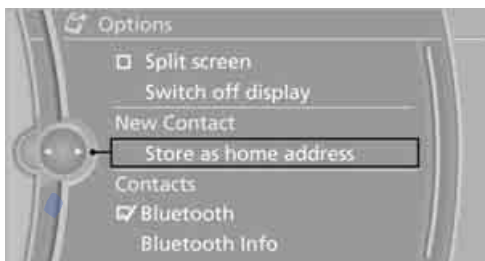 Options
Split screen
Switch off display
New Contact
Store as home address
Contacts
Bluetooth
Bluetooth Info